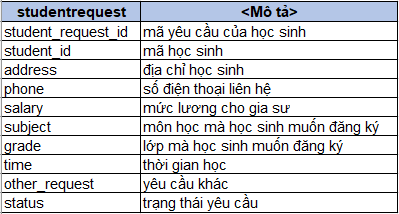 studentrequest <Mô tả>
student_request_id mã yêu cầu của học sinh
student_id mã học sinh
address địa chỉ học sinh
phone số điện thoại liên hệ
salary mức lương cho gia sư
subject môn học mà học sinh muốn đăng ký
grade lớp mà học sinh muốn đăng ký
time thời gian học
other_request yêu cầu khác
status trạng thái yêu cầu